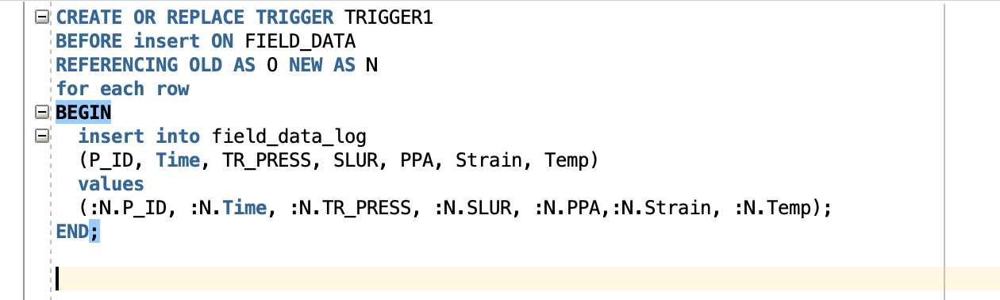 CREATE OR REPLACE TRIGGER TRIGGER1
BEFORE insert ON FIELD_DATA
REFERENCING OLD AS O NEW AS N
for each row
BEGIN
  insert into field_data_log
  (P_ID, Time, TR_PRESS, SLUR, PPA, Strain, Temp)
  values
  (:N.P_ID, :N.Time, :N.TR_PRESS, :N.SLUR, :N.PPA,:N.Strain, :N.Temp);
END;